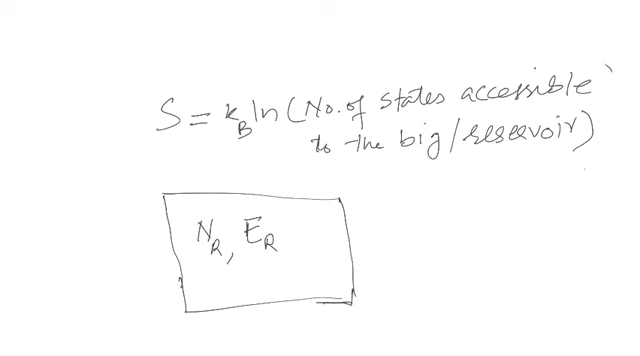 S = k_B ln (No. of states accessible
to the big/reservoir)
N_R, E_R